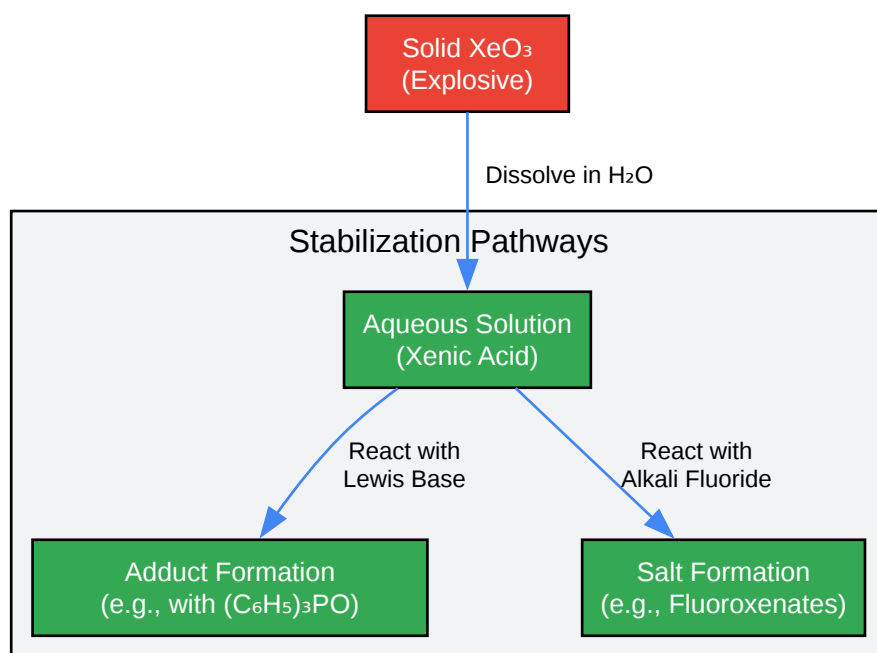 Solid XeO₃
(Explosive)
Dissolve in H₂O
Stabilization Pathways
Aqueous Solution
(Xenic Acid)
React with
Lewis Base
React with
Alkali Fluoride
Adduct Formation
(e.g., with (C₆H₅)₃PO)
Salt Formation
(e.g., Fluoroxenates)